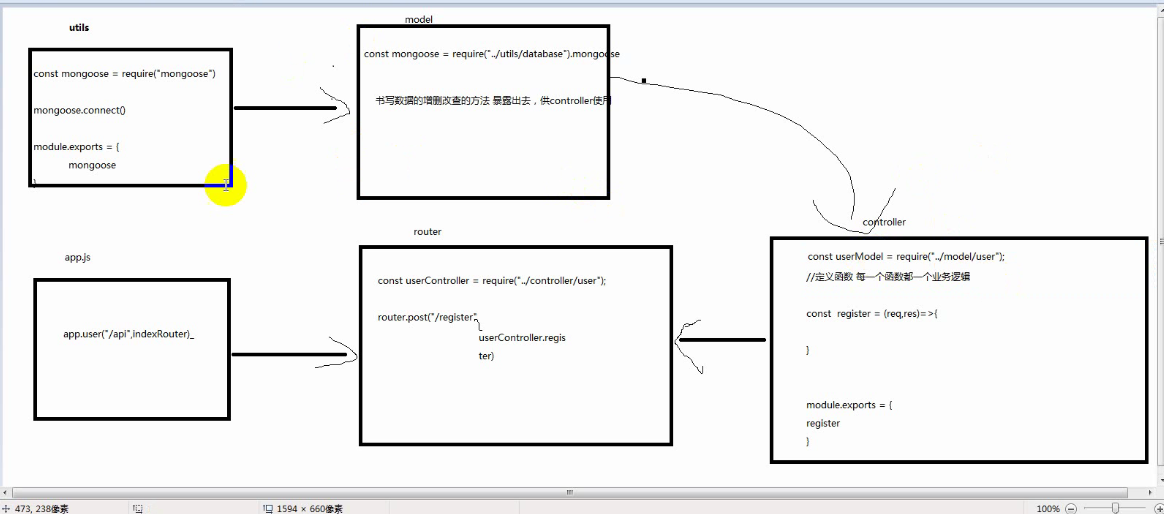 utils
const mongoose = require("mongoose")
mongoose.connect()
module.exports = {
mongoose
}
model
const mongoose = require("../utils/database").mongoose
书写数据的增删改查的方法 暴露出去，供controller使用
app.js
app.user("/api",indexRouter)_
router
const userController = require("../controller/user");
router.post("/register",
userController.regis
ter)
controller
const userModel = require("../model/user");
//定义函数 每一个函数都一个业务逻辑
const register = (req,res)=>{
}
module.exports = {
register
}
473, 238像素
1594 × 660像素
100%